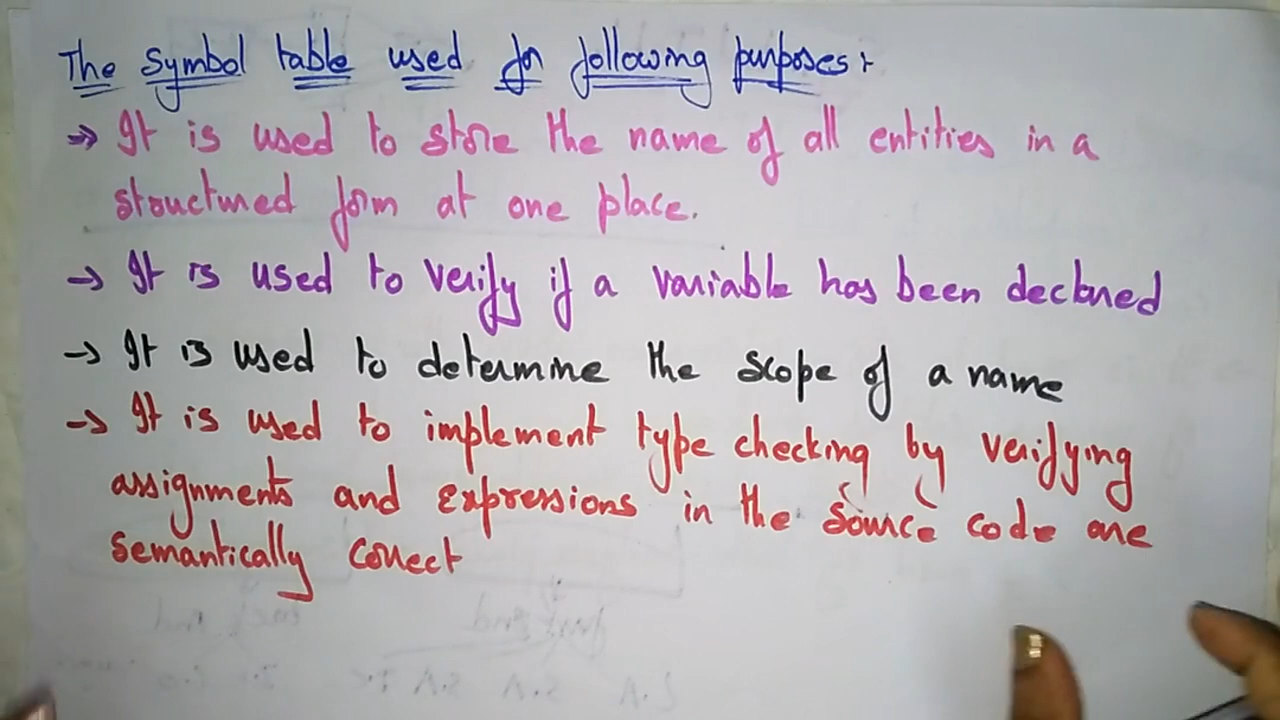 The symbol table used for following purposes:
It is used to store the name of all entities in a
structured form at one place.
→ It is used to verify if a variable has been declared
→ It is used to determine the scope of a name
→ It is used to implement type checking by verifying
assignments and expressions in the source code are
semantically correct